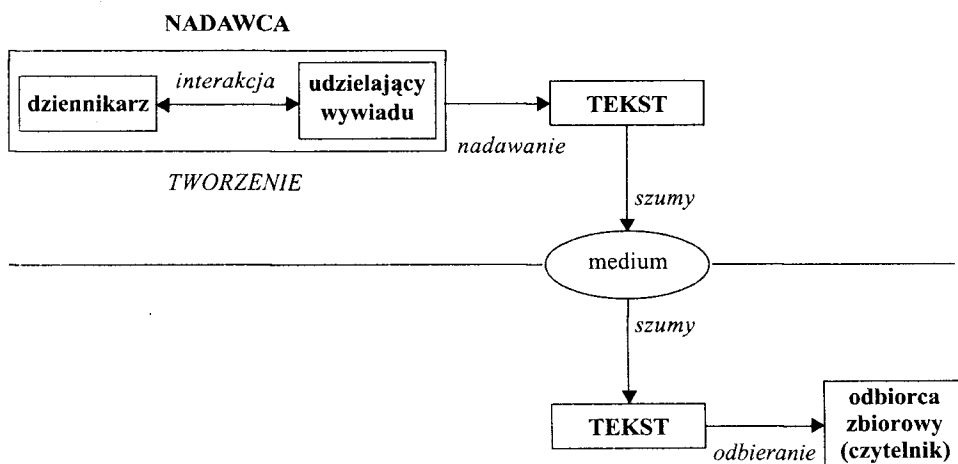 NADAWCA
dziennikarz
interakcja
udzielający
wywiadu
nadawanie
TEKST
TWORZENIE
szumy
medium
szumy
TEKST
odbieranie
odbiorca
zbiorowy
(czytelnik)